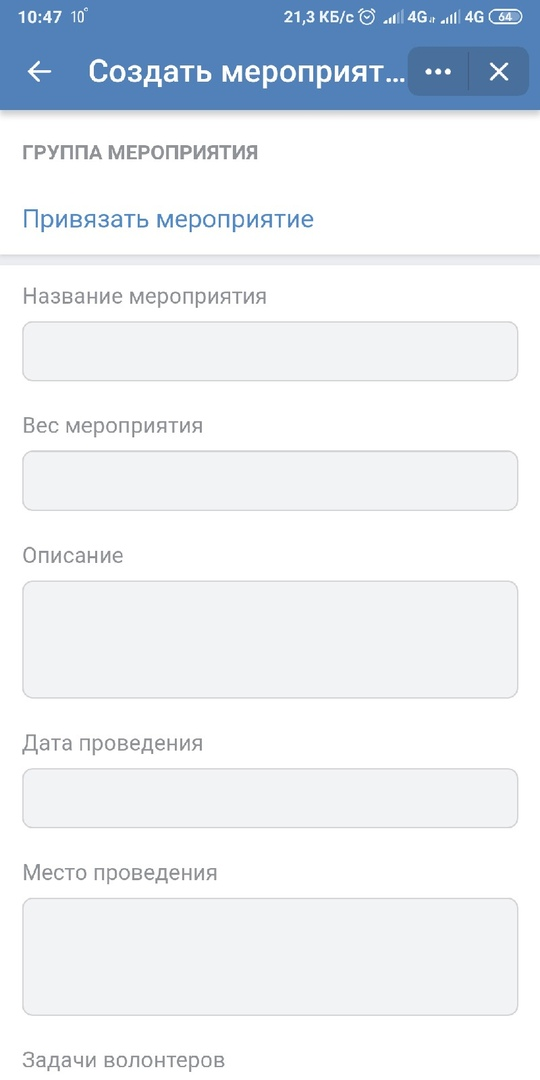 10:47 10° 21,3 КБ/с 4G 4G 64
Создать мероприят...
ГРУППА МЕРОПРИЯТИЯ
Привязать мероприятие
Название мероприятия
Вес мероприятия
Описание
Дата проведения
Место проведения
Задачи волонтеров